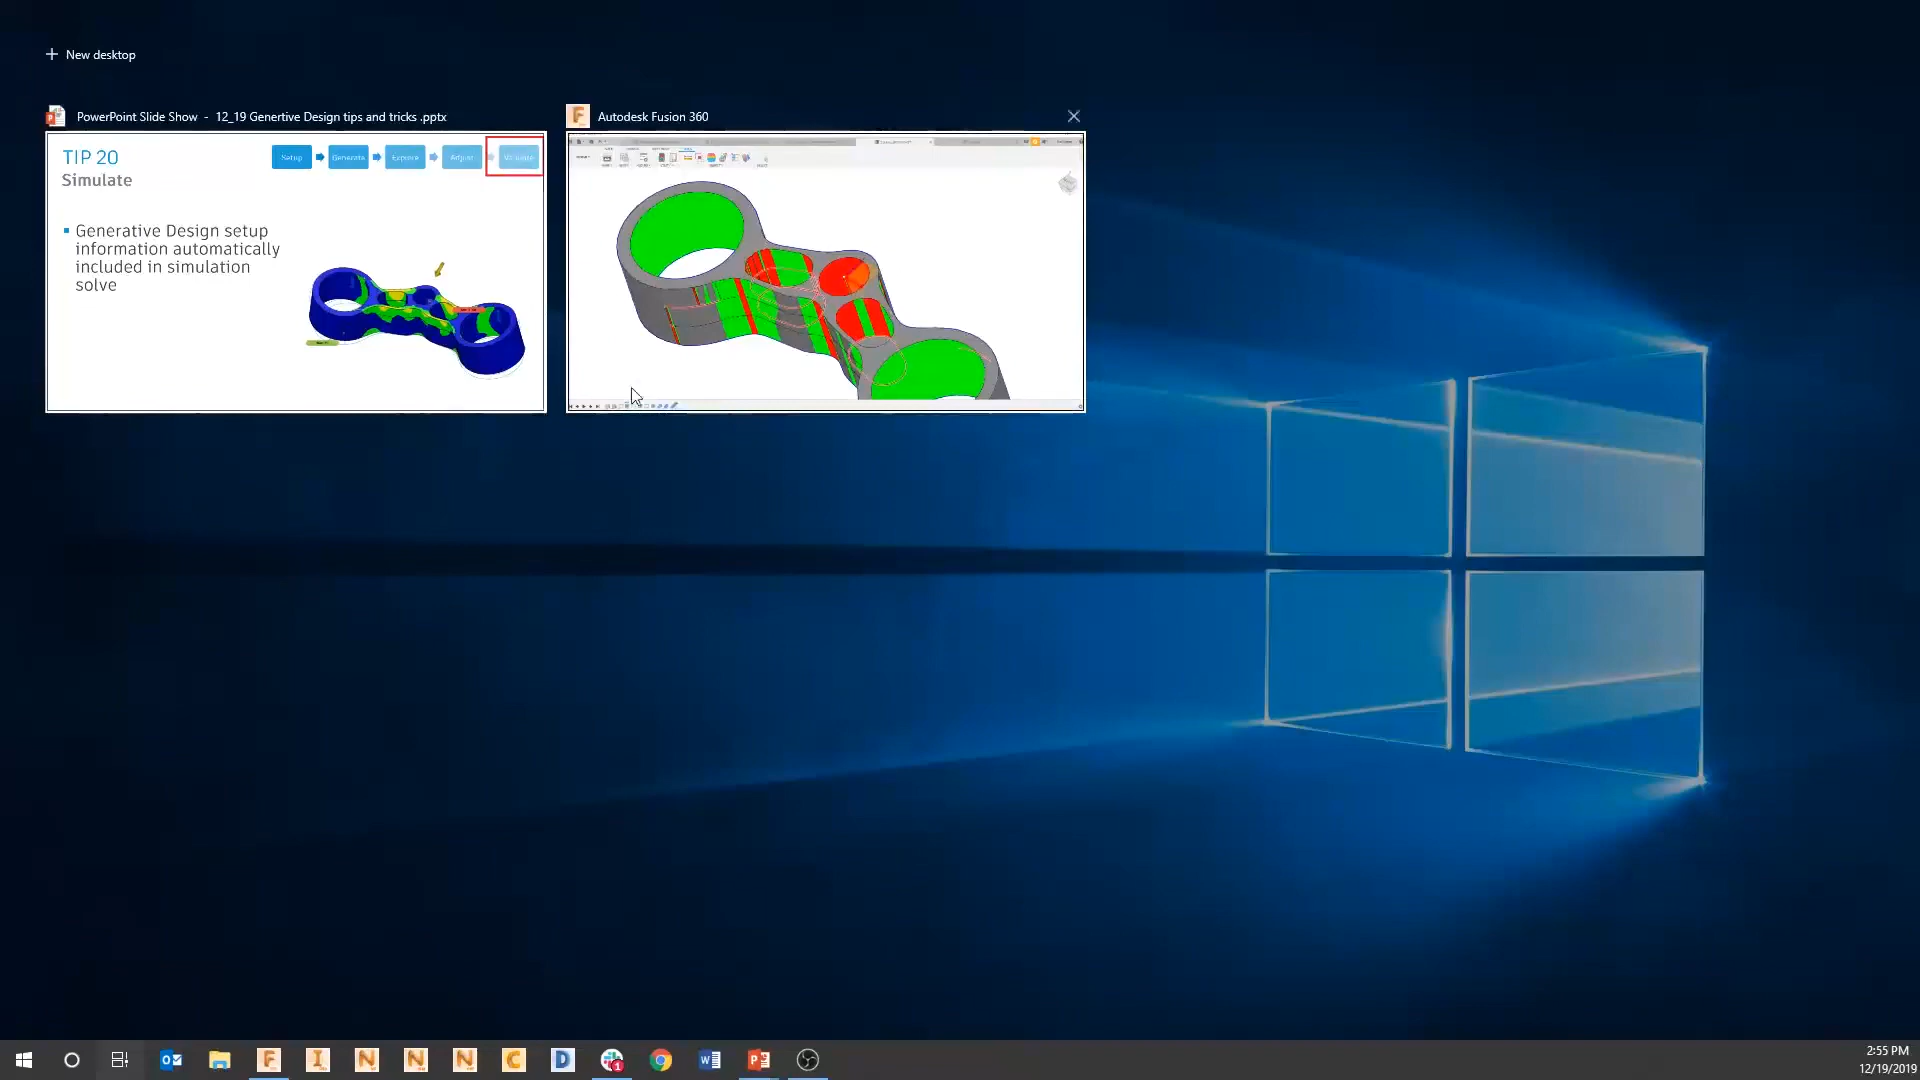 New desktop
PowerPoint Slide Show - 12_19 Genertive Design tips and tricks .pptx
Autodesk Fusion 360
TIP 20
Simulate
Setup
Generate
Explore
Adjust
Validate
Generative Design setup
information automatically
included in simulation
solve
2:55 PM
12/19/2019